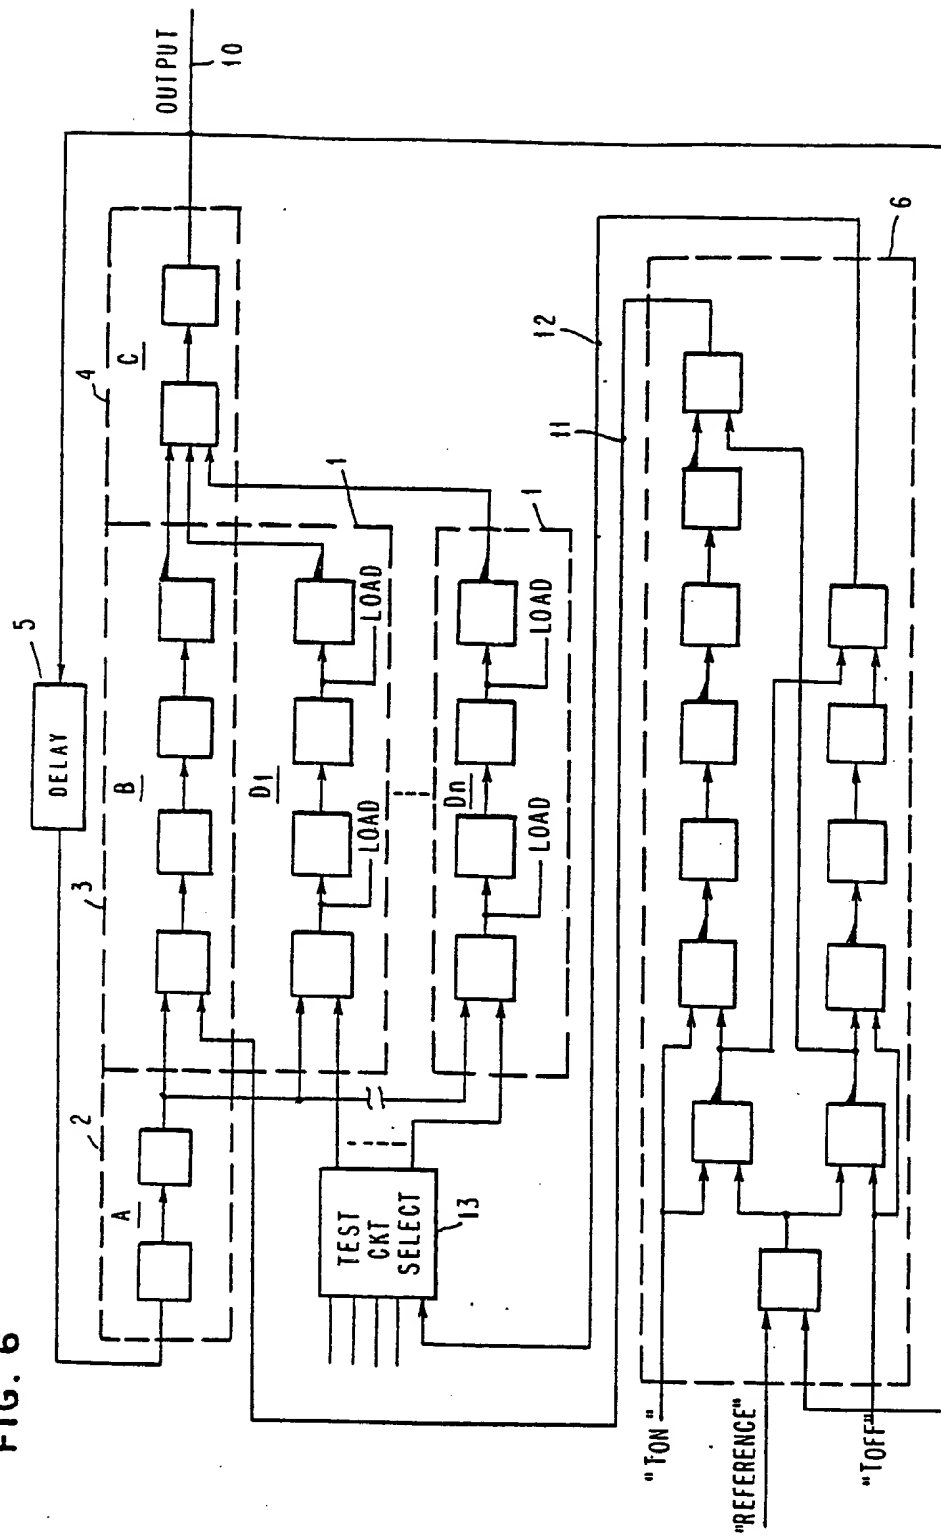 FIG. 6
OUTPUT
10
5
DELAY
3
4
2
A
B
C
1
D1
LOAD
LOAD
1
Dn
LOAD
LOAD
TEST
CKT
SELECT
13
12
11
6
"TON"
"REFERENCE"
"TOFF"